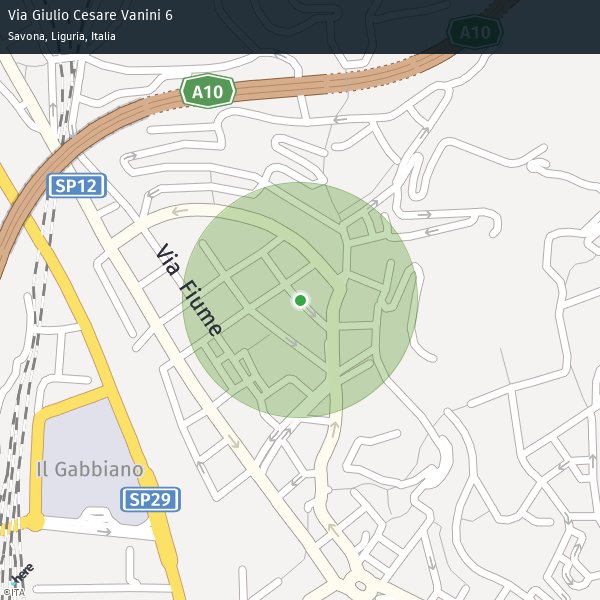 Via Giulio Cesare Vanini 6
Savona, Liguria, Italia
A10
A10
SP12
Via Fiume
Il Gabbiano
SP29
here
©ITA